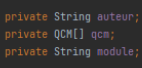 private String auteur;
private QCM[] qcm;
private String module;